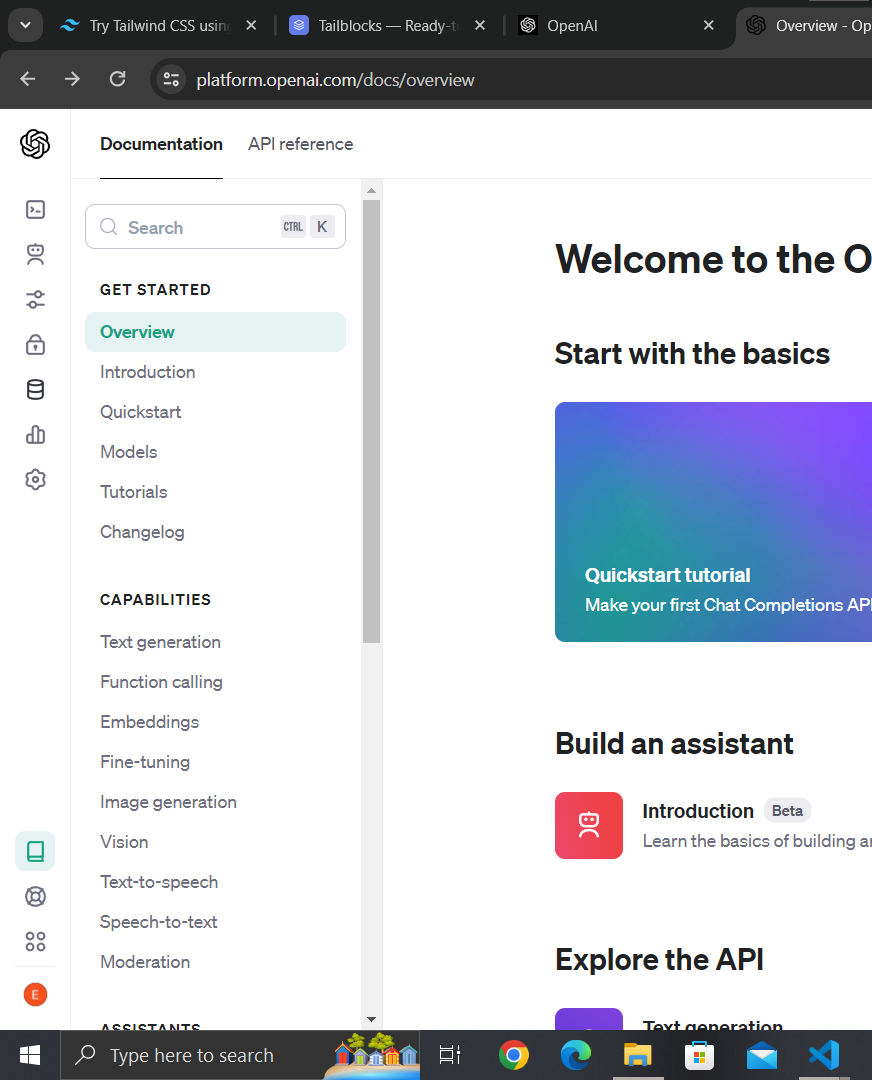 Try Tailwind CSS using
Tailblocks — Ready-t
OpenAI
Overview - Op
platform.openai.com/docs/overview
Documentation
API reference
Search
CTRL K
GET STARTED
Overview
Introduction
Quickstart
Models
Tutorials
Changelog
CAPABILITIES
Text generation
Function calling
Embeddings
Fine-tuning
Image generation
Vision
Text-to-speech
Speech-to-text
Moderation
ASSISTANTS
E
Welcome to the O
Start with the basics
Quickstart tutorial
Make your first Chat Completions API
Build an assistant
Introduction Beta
Learn the basics of building an
Explore the API
Text generation
Type here to search